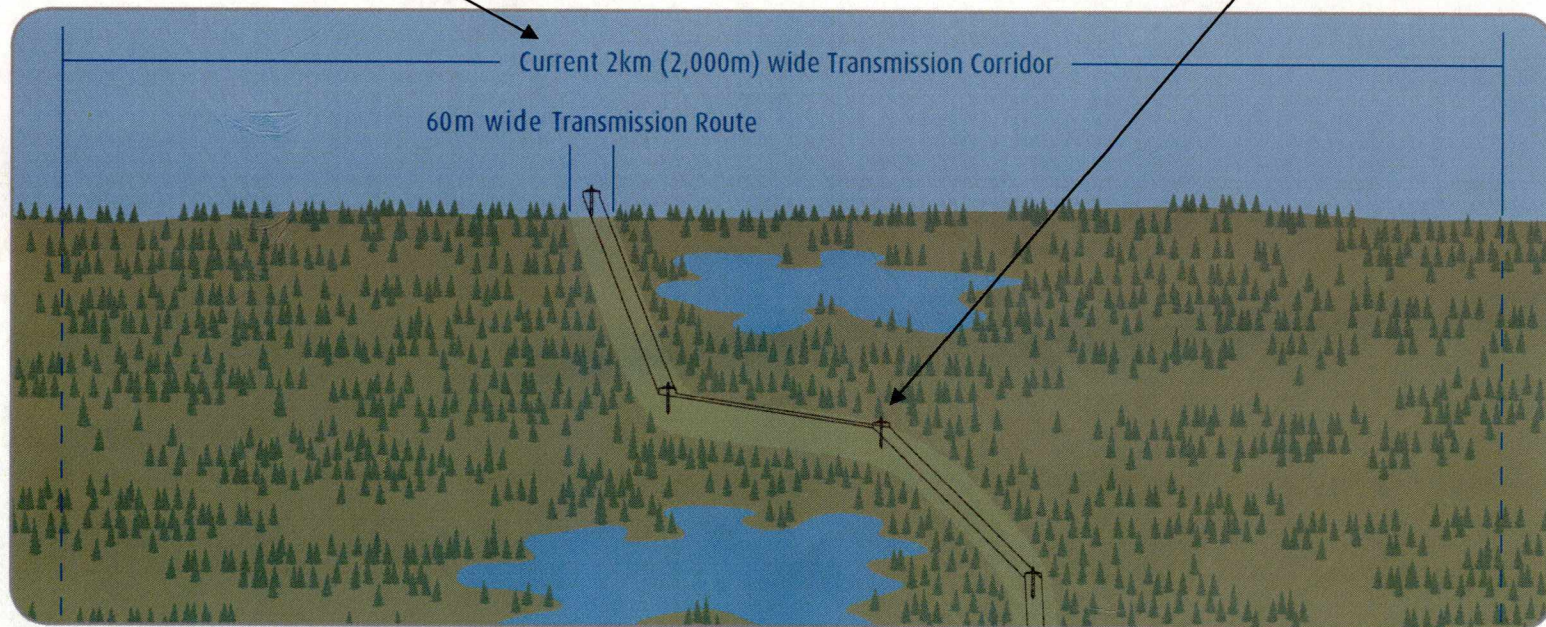 Current 2km (2,000m) wide Transmission Corridor
60m wide Transmission Route